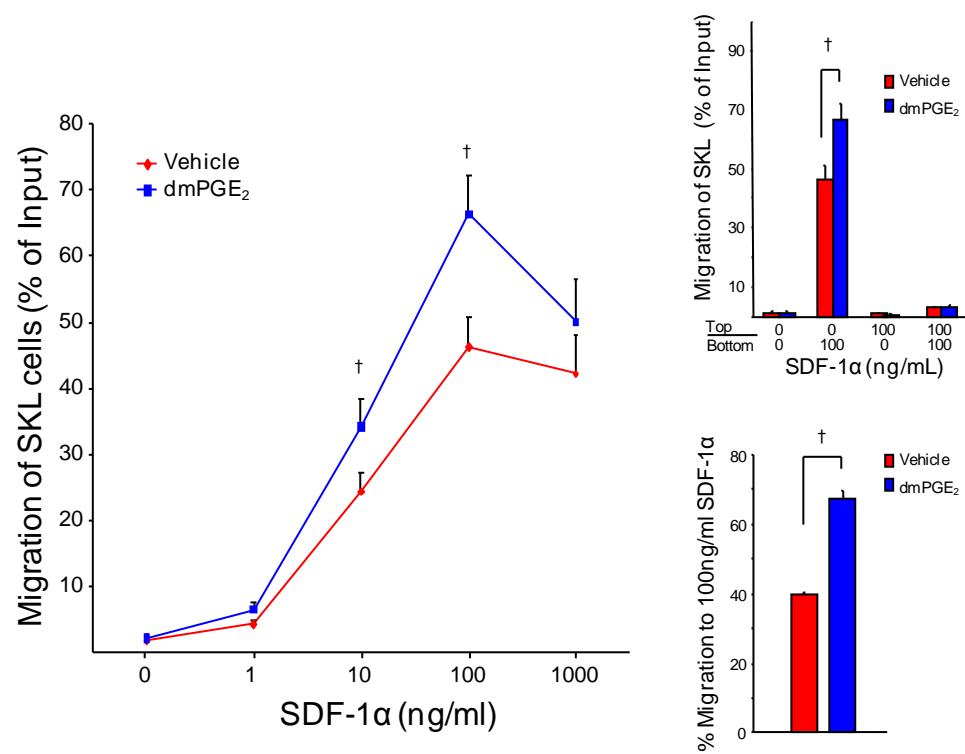 Migration of SKL cells (% of Input)
80
70
60
50
40
30
20
10
Vehicle
dmPGE₂
†
†
0 1 10 100 1000
SDF-1α (ng/ml)
Migration of SKL (% of Input)
90
70
50
30
10
†
Vehicle
dmPGE₂
Top 0 0 100 100
Bottom 0 100 0 100
SDF-1α (ng/mL)
% Migration to 100ng/ml SDF-1α
80
60
40
20
0
†
Vehicle
dmPGE₂